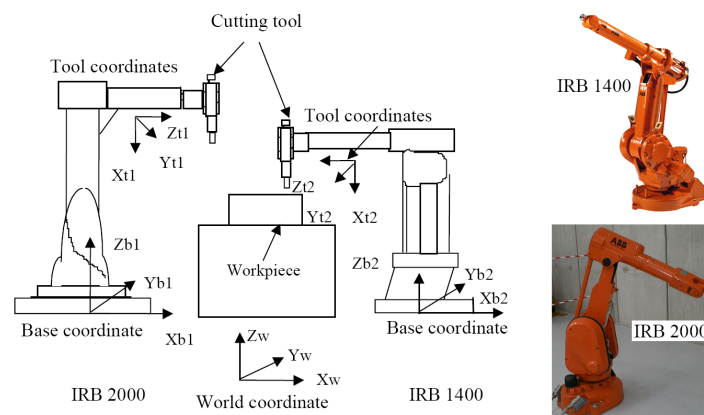 Cutting tool
Tool coordinates
Zt1
Yt1
Xt1
Tool coordinates
Zt2
Yt2
Xt2
Workpiece
Zb1
Yb1
Xb1
Base coordinate
Zb2
Yb2
Xb2
Base coordinate
Zw
Yw
Xw
World coordinate
IRB 2000
IRB 1400
IRB 1400
ABB
IRB 2000